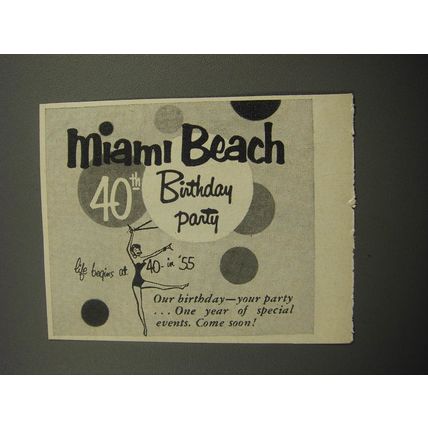 Miami Beach
40th Birthday
party
life begins at 40 - in '55
Our birthday—your party
... One year of special
events. Come soon!